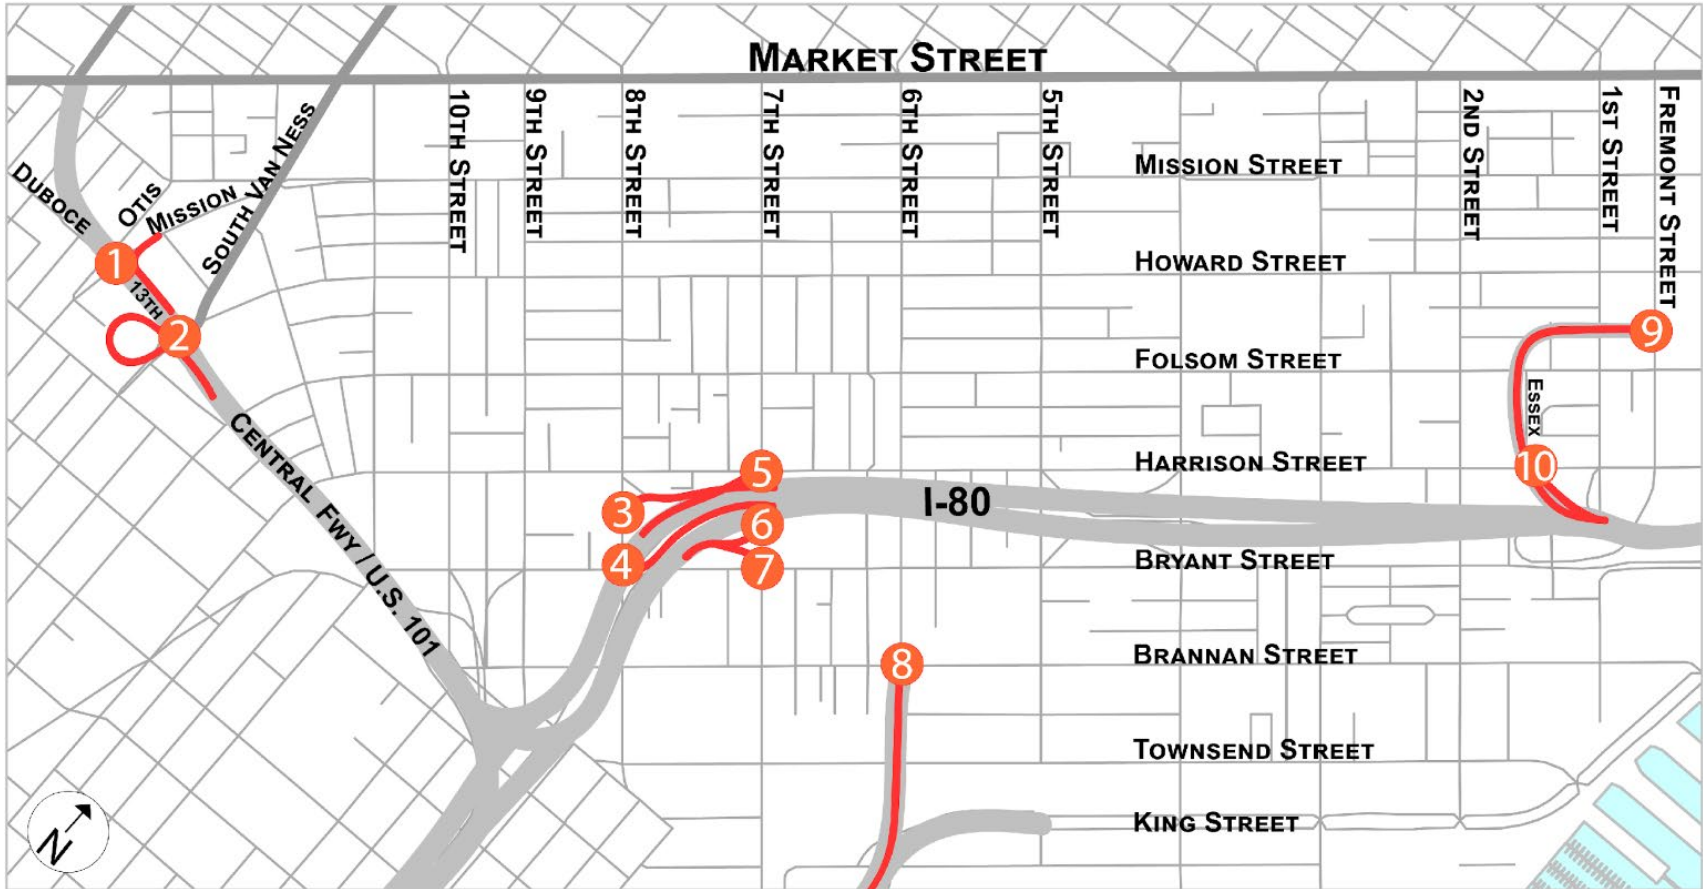 MARKET STREET
10TH STREET
9TH STREET
8TH STREET
7TH STREET
6TH STREET
5TH STREET
2ND STREET
1ST STREET
FREMONT STREET
MISSION STREET
DUBOCE
OTIS
MISSION
SOUTH VAN NESS
HOWARD STREET
1
13TH
2
9
FOLSOM STREET
ESSEX
CENTRAL FWY / U.S. 101
HARRISON STREET
10
5
3
I-80
6
4
7
BRYANT STREET
BRANNAN STREET
8
TOWNSEND STREET
KING STREET
N